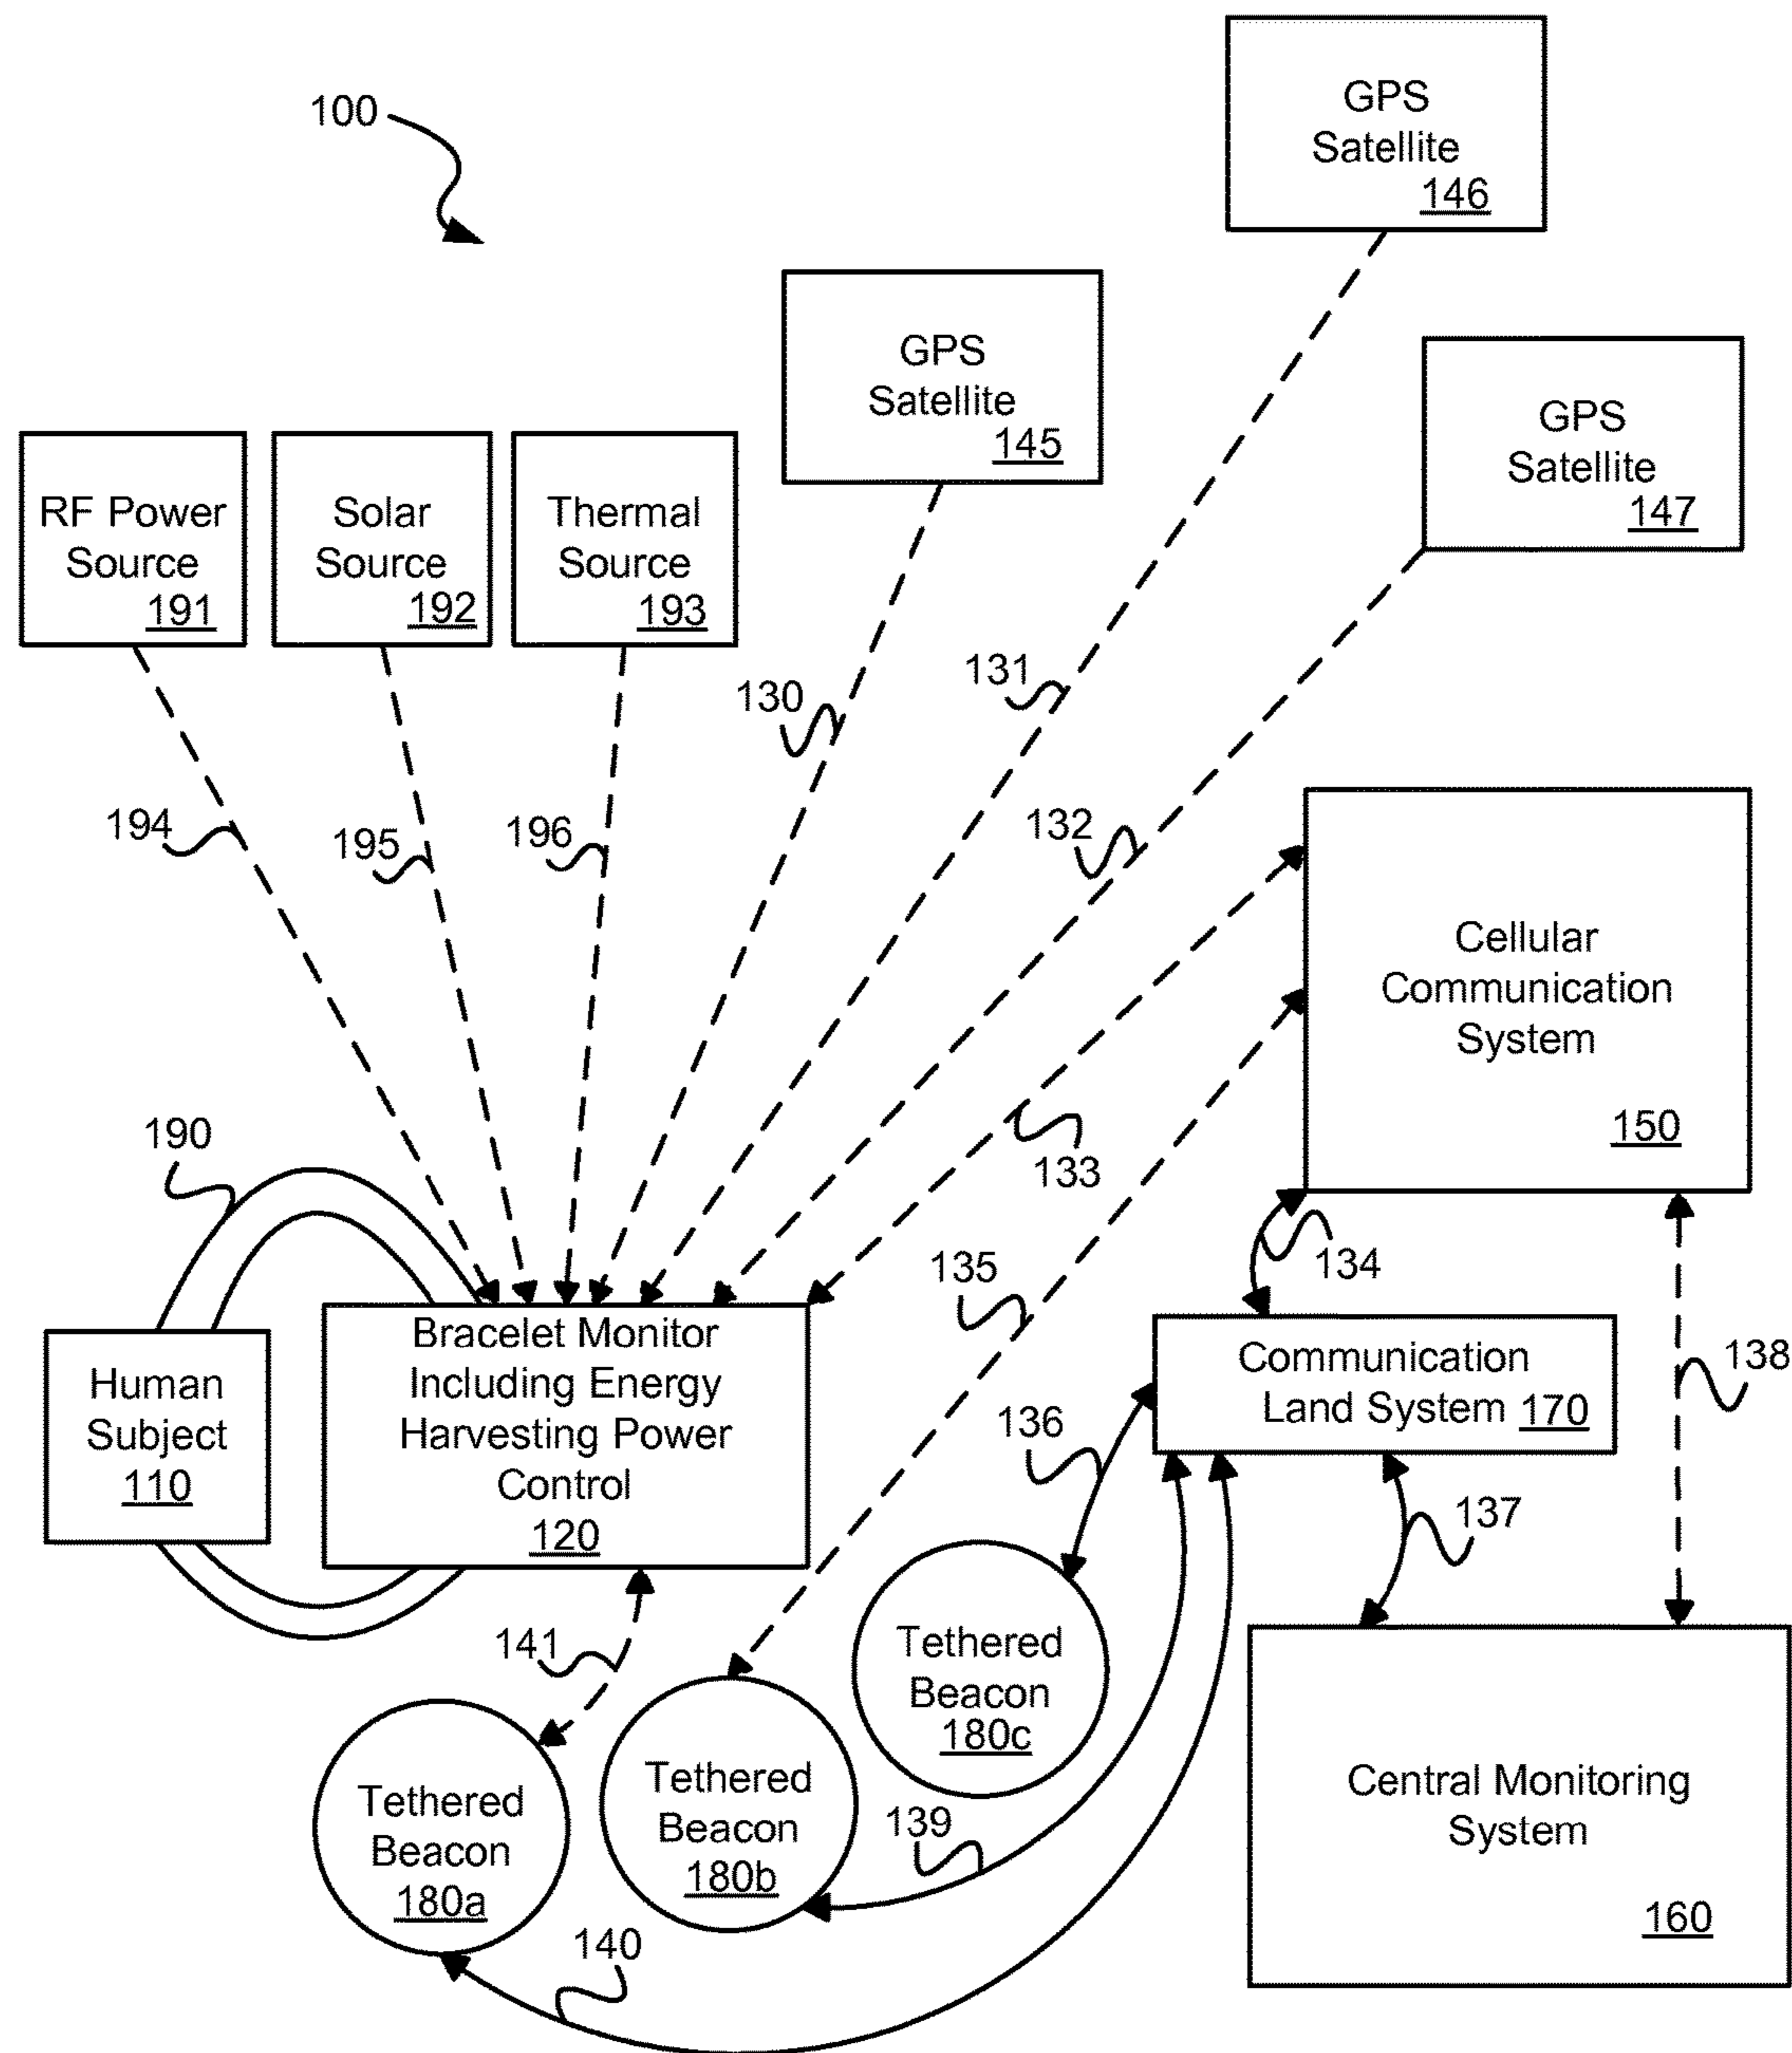 100
GPS
Satellite
146
GPS
Satellite
145
GPS
Satellite
147
RF Power
Source
191
Solar
Source
192
Thermal
Source
193
130
131
132
194
195
196
Cellular
Communication
System
150
190
133
134
135
138
Human
Subject
110
Bracelet Monitor
Including Energy
Harvesting Power
Control
120
Communication
Land System 170
136
137
141
Tethered
Beacon
180c
Tethered
Beacon
180b
Tethered
Beacon
180a
139
140
Central Monitoring
System
160